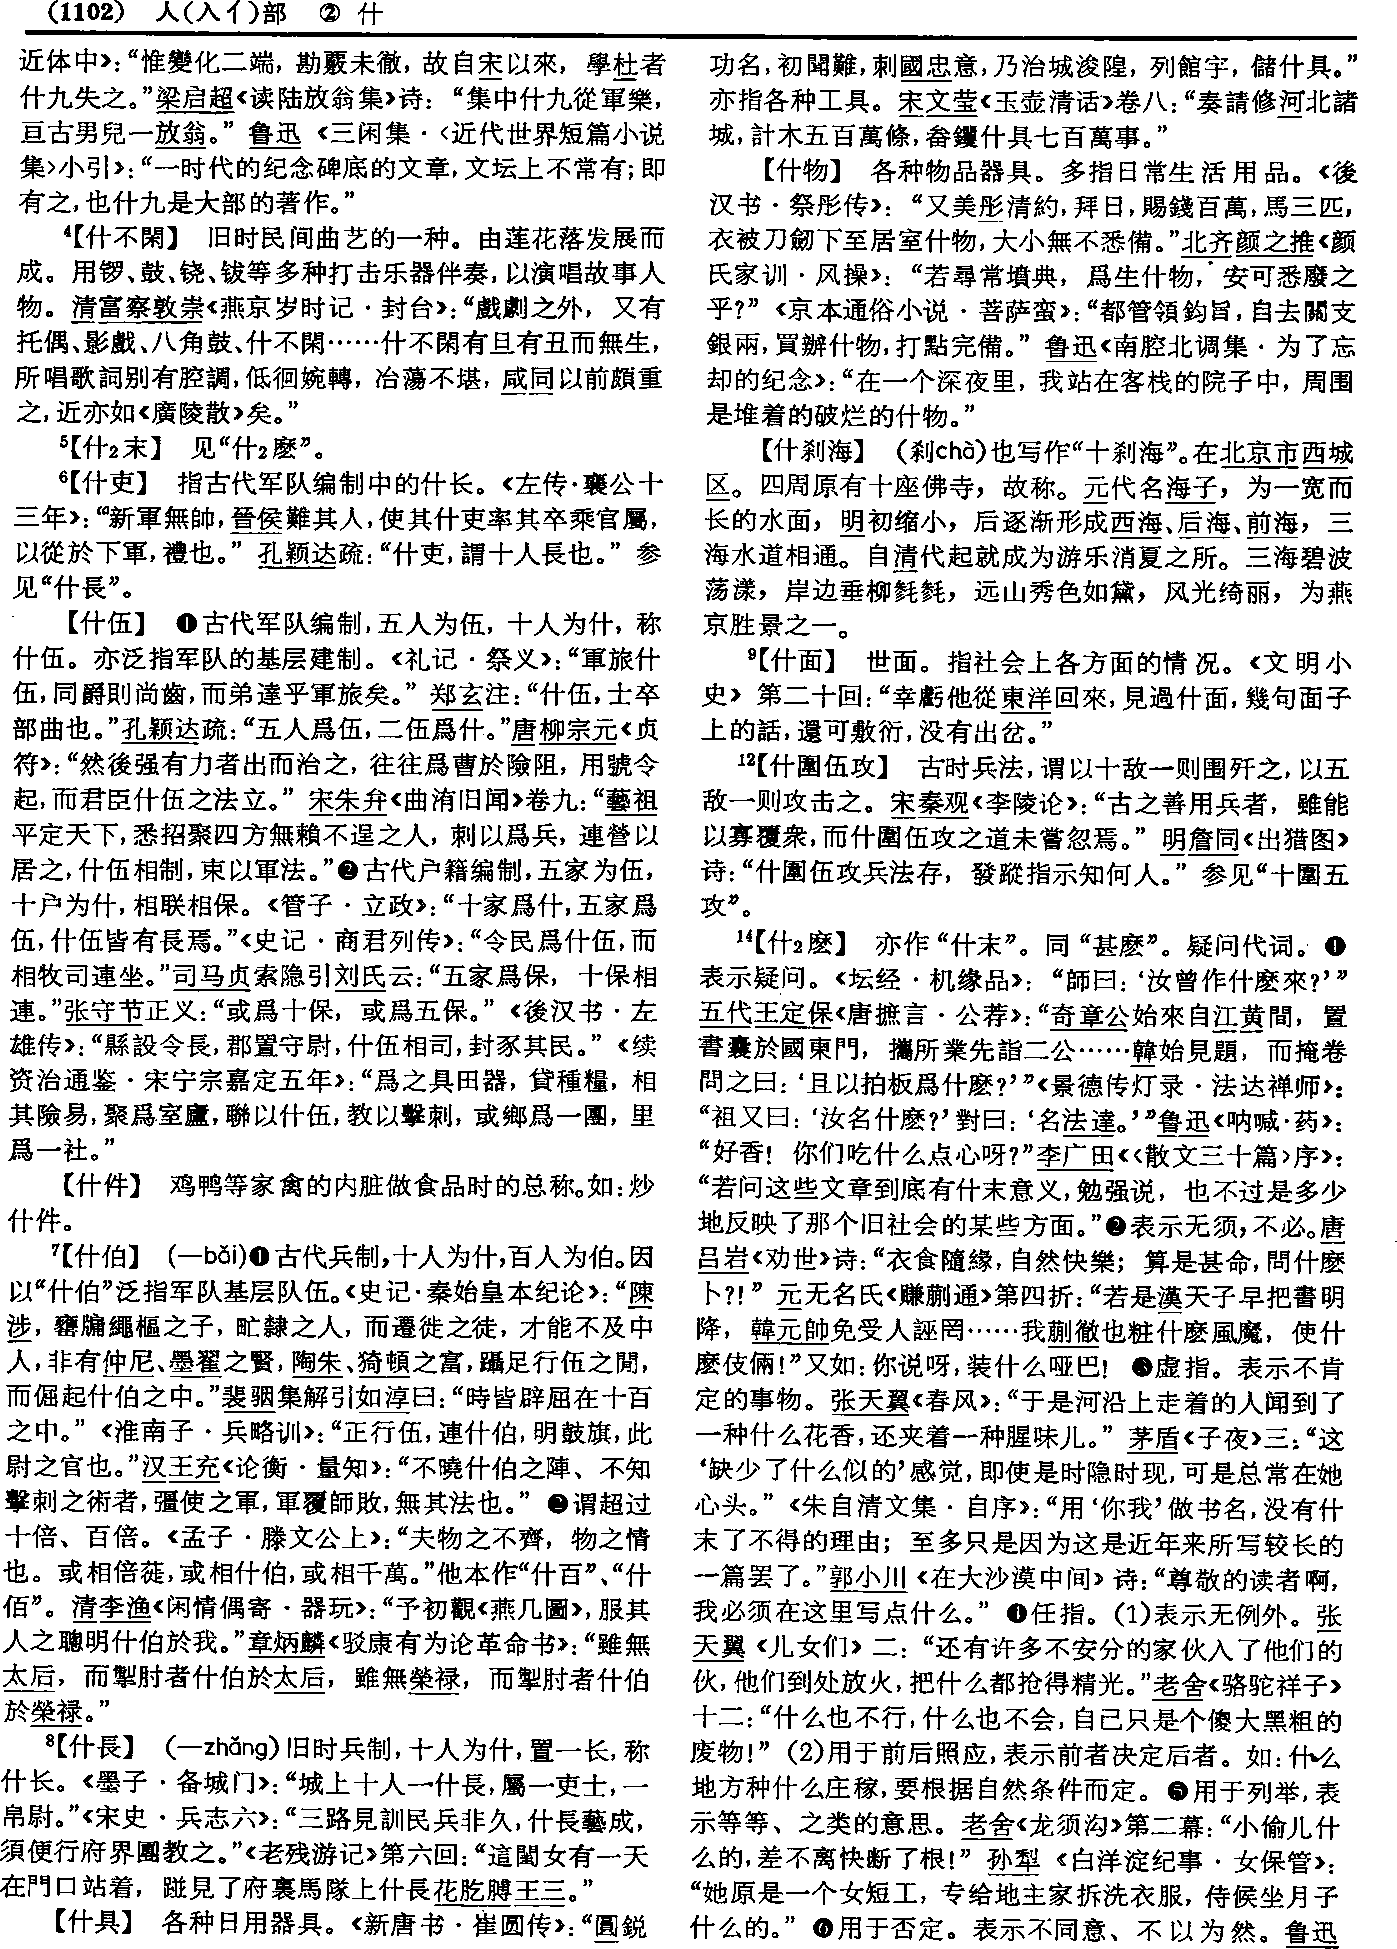 (1102) 人(入亻)部 ② 什
近体中》：“惟變化二端，勘覈未徹，故自宋以來，學杜者
什九失之。”梁启超《读陆放翁集》诗：“集中什九從軍樂，
亘古男兒一放翁。”鲁迅《三闲集·〈近代世界短篇小说
集〉小引》：“一时代的纪念碑底的文章，文坛上不常有；即
有之，也什九是大部的著作。”
⁴【什不閑】 旧时民间曲艺的一种。由莲花落发展而
成。用锣、鼓、铙、钹等多种打击乐器伴奏，以演唱故事人
物。清富察敦崇《燕京岁时记·封台》：“戲劇之外，又有
托偶、影戲、八角鼓、什不閑……什不閑有旦有丑而無生，
所唱歌詞别有腔調，低徊婉轉，冶蕩不堪，咸同以前頗重
之，近亦如《廣陵散》矣。”
⁵【什₂末】 见“什₂麽”。
⁶【什吏】 指古代军队编制中的什长。《左传·襄公十
三年》：“新軍無帥，晉侯難其人，使其什吏率其卒乘官屬，
以從於下軍，禮也。”孔颖达疏：“什吏，謂十人長也。”参
见“什長”。
【什伍】 ❶古代军队编制，五人为伍，十人为什，称
什伍。亦泛指军队的基层建制。《礼记·祭义》：“軍旅什
伍，同爵則尚齒，而弟達乎軍旅矣。”郑玄注：“什伍，士卒
部曲也。”孔颖达疏：“五人爲伍，二伍爲什。”唐柳宗元《贞
符》：“然後强有力者出而治之，往往爲曹於險阻，用號令
起，而君臣什伍之法立。”宋朱弁《曲洧旧闻》卷九：“藝祖
平定天下，悉招聚四方無賴不逞之人，刺以爲兵，連營以
居之，什伍相制，束以軍法。”❷古代户籍编制，五家为伍，
十户为什，相联相保。《管子·立政》：“十家爲什，五家爲
伍，什伍皆有長焉。”《史记·商君列传》：“令民爲什伍，而
相牧司連坐。”司马贞索隐引刘氏云：“五家爲保，十保相
連。”张守节正义：“或爲十保，或爲五保。”《後汉书·左
雄传》：“縣設令長，郡置守尉，什伍相司，封豕其民。”《续
资治通鉴·宋宁宗嘉定五年》：“爲之具田器，貸種糧，相
其險易，聚爲室廬，聯以什伍，教以擊刺，或鄉爲一團，里
爲一社。”
【什件】 鸡鸭等家禽的内脏做食品时的总称。如：炒
什件。
⁷【什伯】 (—bǎi)❶古代兵制，十人为什，百人为伯。因
以“什伯”泛指军队基层队伍。《史记·秦始皇本纪论》：“陳
涉，甕牖繩樞之子，甿隸之人，而遷徙之徒，才能不及中
人，非有仲尼、墨翟之賢，陶朱、猗頓之富，躡足行伍之閒，
而倔起什伯之中。”裴骃集解引如淳曰：“時皆辟屈在十百
之中。”《淮南子·兵略训》：“正行伍，連什伯，明鼓旗，此
尉之官也。”汉王充《论衡·量知》：“不曉什伯之陣、不知
擊刺之術者，彊使之軍，軍覆師敗，無其法也。”❷谓超过
十倍、百倍。《孟子·滕文公上》：“夫物之不齊，物之情
也。或相倍蓰，或相什伯，或相千萬。”他本作“什百”、“什
佰”。清李渔《闲情偶寄·器玩》：“予初觀《燕几圖》，服其
人之聰明什伯於我。”章炳麟《驳康有为论革命书》：“雖無
太后，而掣肘者什伯於太后，雖無榮禄，而掣肘者什伯
於榮禄。”
⁸【什長】 (—zhǎng)旧时兵制，十人为什，置一长，称
什长。《墨子·备城门》：“城上十人一什長，屬一吏士，一
帛尉。”《宋史·兵志六》：“三路見訓民兵非久，什長藝成，
須便行府界團教之。”《老残游记》第六回：“這閨女有一天
在門口站着，踫見了府裏馬隊上什長花肐膊王三。”
【什具】 各种日用器具。《新唐书·崔圆传》：“圓鋭
功名，初聞難，刺國忠意，乃治城浚隍，列館宇，儲什具。”
亦指各种工具。宋文莹《玉壶清话》卷八：“奏請修河北諸
城，計木五百萬條，畚钁什具七百萬事。”
【什物】 各种物品器具。多指日常生活用品。《後
汉书·祭肜传》：“又美肜清約，拜日，賜錢百萬，馬三匹，
衣被刀劒下至居室什物，大小無不悉備。”北齐颜之推《颜
氏家训·风操》：“若尋常墳典，爲生什物，安可悉廢之
乎？”《京本通俗小说·菩萨蛮》：“都管領鈞旨，自去關支
銀兩，買辦什物，打點完備。”鲁迅《南腔北调集·为了忘
却的纪念》：“在一个深夜里，我站在客栈的院子中，周围
是堆着的破烂的什物。”
【什刹海】 (刹chà)也写作“十刹海”。在北京市西城
区。四周原有十座佛寺，故称。元代名海子，为一宽而
长的水面，明初缩小，后逐渐形成西海、后海、前海，三
海水道相通。自清代起就成为游乐消夏之所。三海碧波
荡漾，岸边垂柳毵毵，远山秀色如黛，风光绮丽，为燕
京胜景之一。
⁹【什面】 世面。指社会上各方面的情况。《文明小
史》第二十回：“幸虧他從東洋回來，見過什面，幾句面子
上的話，還可敷衍，没有出岔。”
¹²【什圍伍攻】 古时兵法，谓以十敌一则围歼之，以五
敌一则攻击之。宋秦观《李陵论》：“古之善用兵者，雖能
以寡覆衆，而什圍伍攻之道未嘗忽焉。”明詹同《出猎图》
诗：“什圍伍攻兵法存，發蹤指示知何人。”参见“十圍五
攻”。
¹⁴【什₂麽】 亦作“什末”。同“甚麽”。疑问代词。❶
表示疑问。《坛经·机缘品》：“師曰：‘汝曾作什麽來？’”
五代王定保《唐摭言·公荐》：“奇章公始來自江黄間，置
書囊於國東門，攜所業先詣二公……韓始見題，而掩卷
問之曰：‘且以拍板爲什麽？’”《景德传灯录·法达禅师》：
“祖又曰：‘汝名什麽？’對曰：‘名法達。’”鲁迅《呐喊·药》：
“好香！你们吃什么点心呀？”李广田《〈散文三十篇〉序》：
“若问这些文章到底有什末意义，勉强说，也不过是多少
地反映了那个旧社会的某些方面。”❷表示无须，不必。唐
吕岩《劝世》诗：“衣食隨緣，自然快樂；算是甚命，問什麽
卜？！”元无名氏《赚蒯通》第四折：“若是漢天子早把書明
降，韓元帥免受人誣罔……我蒯徹也粧什麽風魔，使什
麽伎倆！”又如：你说呀，装什么哑巴！❸虚指。表示不肯
定的事物。张天翼《春风》：“于是河沿上走着的人闻到了
一种什么花香，还夹着一种腥味儿。”茅盾《子夜》三：“这
‘缺少了什么似的’感觉，即使是时隐时现，可是总常在她
心头。”《朱自清文集·自序》：“用‘你我’做书名，没有什
末了不得的理由；至多只是因为这是近年来所写较长的
一篇罢了。”郭小川《在大沙漠中间》诗：“尊敬的读者啊，
我必须在这里写点什么。”❹任指。(1)表示无例外。张
天翼《儿女们》二：“还有许多不安分的家伙入了他们的
伙，他们到处放火，把什么都抢得精光。”老舍《骆驼祥子》
十二：“什么也不行，什么也不会，自己只是个傻大黑粗的
废物！”(2)用于前后照应，表示前者决定后者。如：什么
地方种什么庄稼，要根据自然条件而定。❺用于列举，表
示等等、之类的意思。老舍《龙须沟》第二幕：“小偷儿什
么的，差不离快断了根！”孙犁《白洋淀纪事·女保管》：
“她原是一个女短工，专给地主家拆洗衣服，侍候坐月子
什么的。”❻用于否定。表示不同意、不以为然。鲁迅